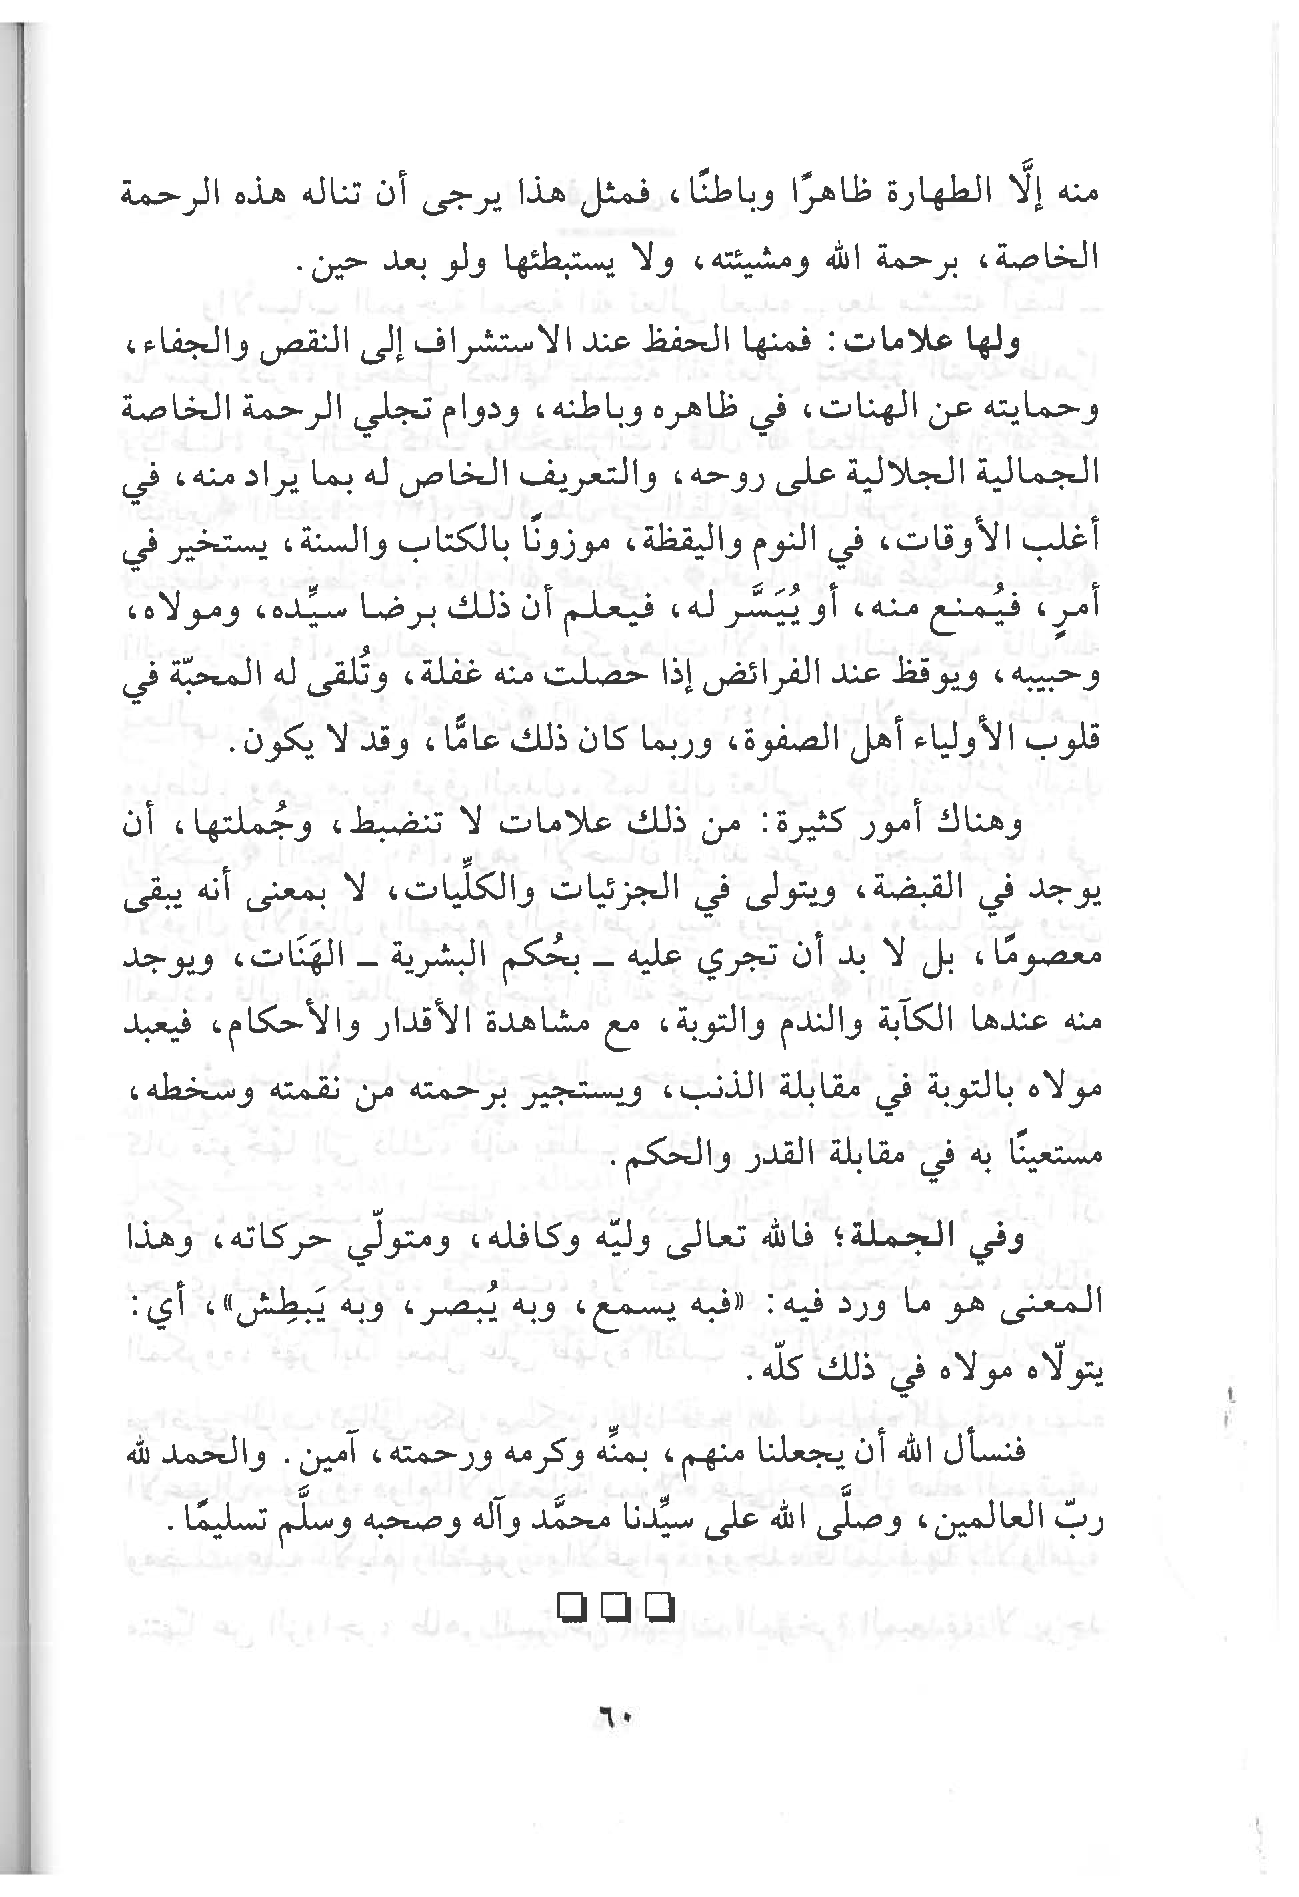 منه إلَّا الطهارة ظاهرًا وباطنًا، فمثل هذا يرجى أن تناله هذه الرحمة
الخاصة، برحمة الله ومشيئته، ولا يستبطئها ولو بعد حين.
ولها علامات: فمنها الحفظ عند الاستشراف إلى النقص والجفاء،
وحمايته عن الهنات، في ظاهره وباطنه، ودوام تجلي الرحمة الخاصة
الجمالية الجلالية على روحه، والتعريف الخاص له بما يراد منه، في
أغلب الأوقات، في النوم واليقظة، موزونًا بالكتاب والسنة، يستخير في
أمرٍ، فيُمنع منه، أو يُيَسَّر له، فيعلم أن ذلك برضا سيِّده، ومولاه،
وحبيبه، ويوقظ عند الفرائض إذا حصلت منه غفلة، وتُلقى له المحبّة في
قلوب الأولياء أهل الصفوة، وربما كان ذلك عامًّا، وقد لا يكون.
وهناك أمور كثيرة: من ذلك علامات لا تنضبط، وجُملتها، أن
يوجد في القبضة، ويتولى في الجزئيات والكلِّيات، لا بمعنى أنه يبقى
معصومًا، بل لا بد أن تجري عليه ـ بحُكم البشرية ـ الهَنَات، ويوجد
منه عندها الكآبة والندم والتوبة، مع مشاهدة الأقدار والأحكام، فيعبد
مولاه بالتوبة في مقابلة الذنب، ويستجير برحمته من نقمته وسخطه،
مستعينًا به في مقابلة القدر والحكم.
وفي الجملة؛ فالله تعالى وليّه وكافله، ومتولّي حركاته، وهذا
المعنى هو ما ورد فيه: «فبه يسمع، وبه يُبصر، وبه يَبطِش»، أي:
يتولّاه مولاه في ذلك كلّه.
فنسأل الله أن يجعلنا منهم، بمنِّه وكرمه ورحمته، آمين. والحمد لله
ربّ العالمين، وصلَّى الله على سيِّدنا محمَّد وآله وصحبه وسلَّم تسليمًا.
٦٠